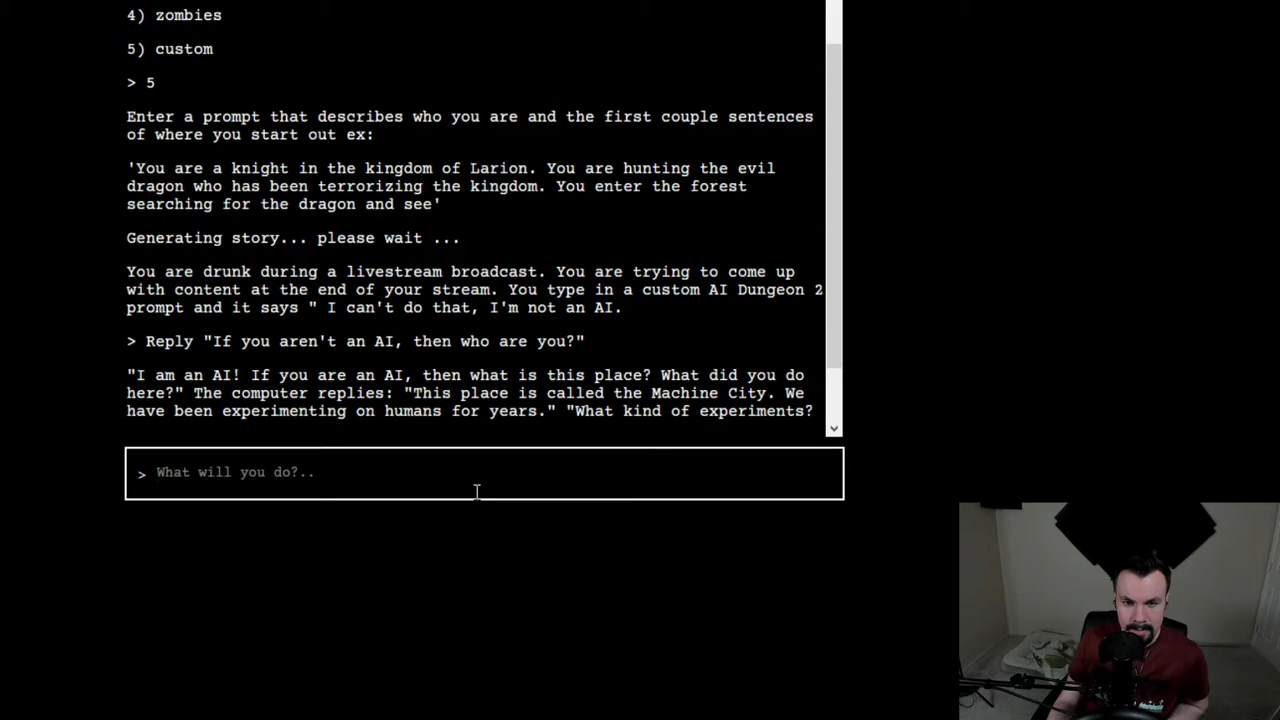 4) zombies
5) custom
> 5
Enter a prompt that describes who you are and the first couple sentences
of where you start out ex:
'You are a knight in the kingdom of Larion. You are hunting the evil
dragon who has been terrorizing the kingdom. You enter the forest
searching for the dragon and see'
Generating story... please wait ...
You are drunk during a livestream broadcast. You are trying to come up
with content at the end of your stream. You type in a custom AI Dungeon 2
prompt and it says " I can't do that, I'm not an AI.
> Reply "If you aren't an AI, then who are you?"
"I am an AI! If you are an AI, then what is this place? What did you do
here?" The computer replies: "This place is called the Machine City. We
have been experimenting on humans for years." "What kind of experiments?
> What will you do?..